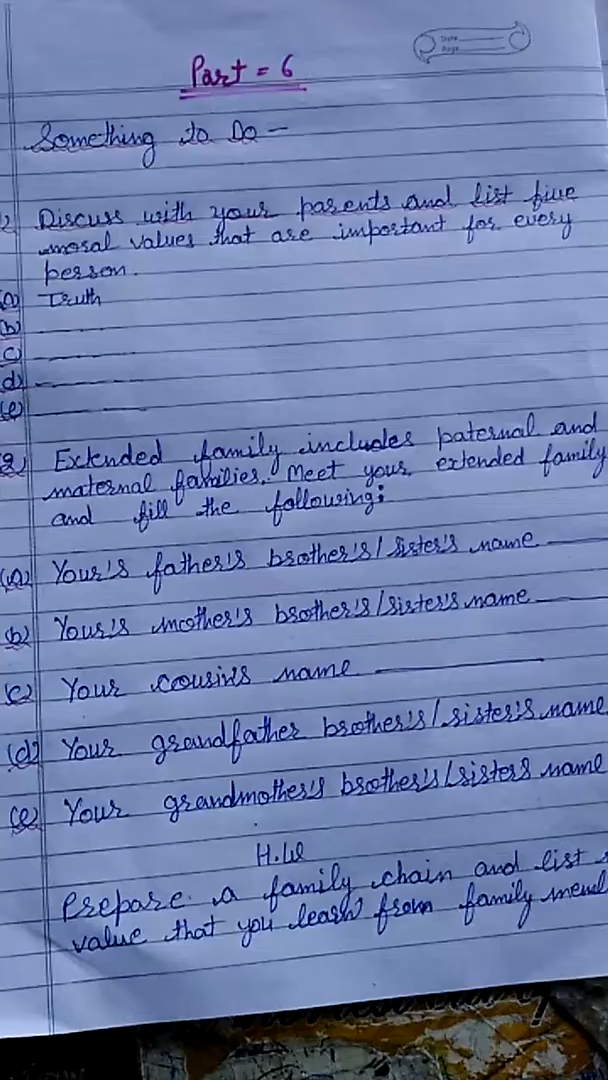 Date
Page
Part = 6
Something to Do –
1) Discuss with your parents and list five
moral values that are important for every
person.
(a) Truth
(b)
(c)
(d)
(e)
2) Extended family includes paternal and
maternal families. Meet your extended family
and fill the following:
(a) Your's father's brother's/sister's name
(b) Your's mother's brother's/sister's name
(c) Your cousin's name
(d) Your grandfather brother's/sister's name
(e) Your grandmother's brother's/sister's name
H.W
Prepare a family chain and list
value that you learn from family